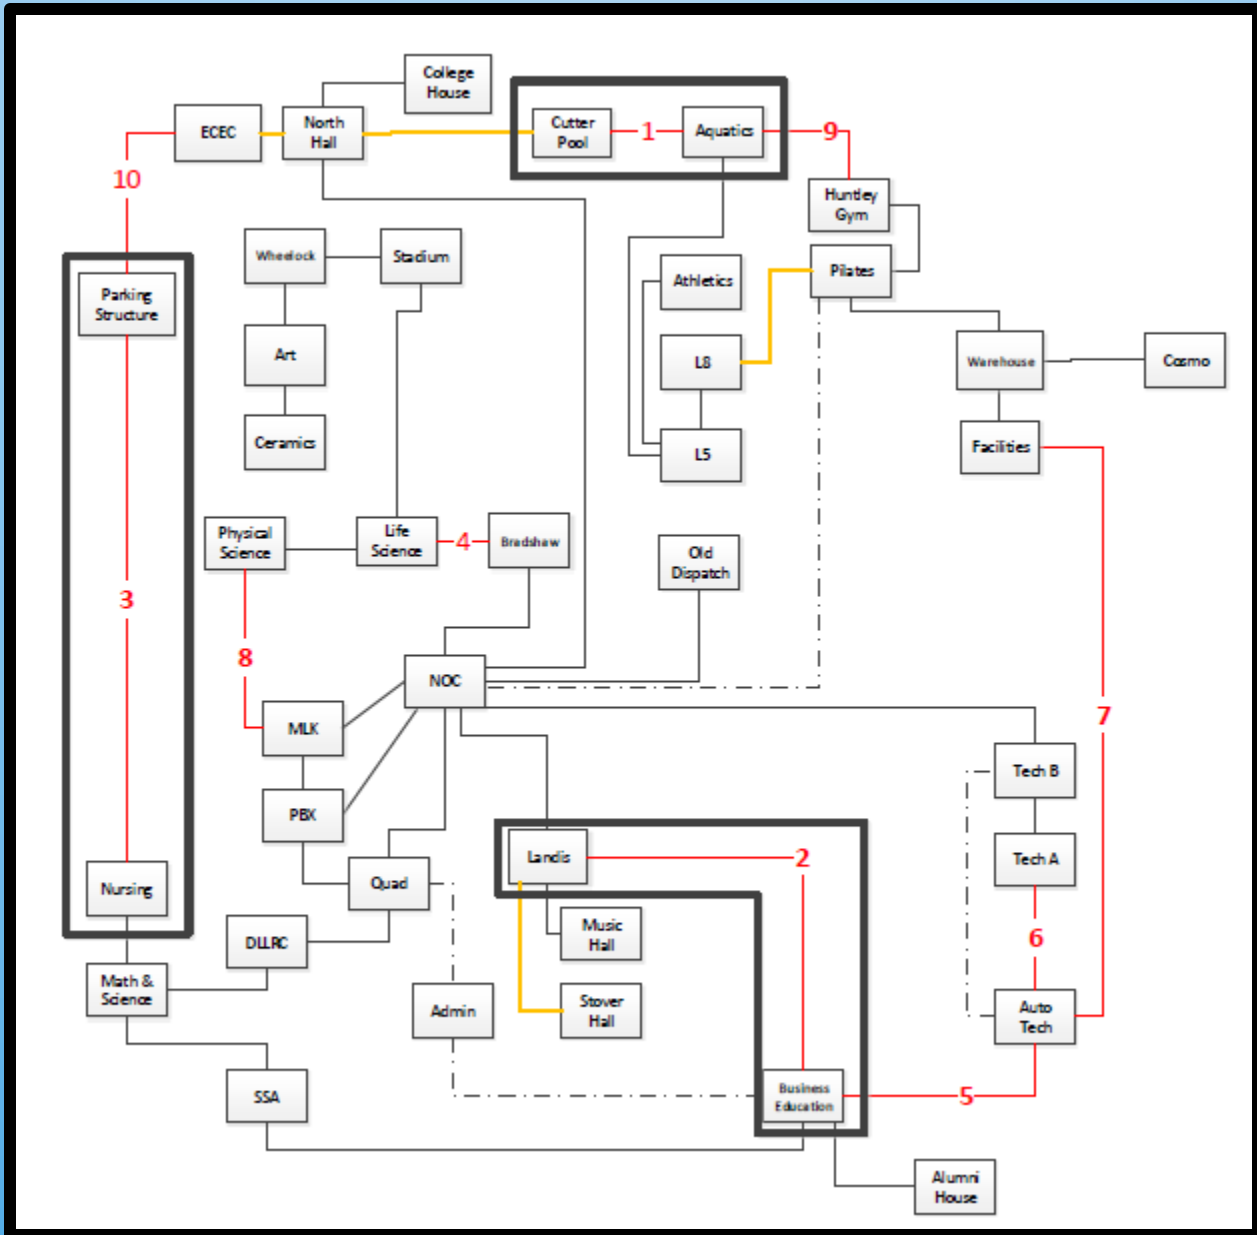 College
House
ECEC
North
Hall
Cutter
Pool
1
Aquatics
9
10
Huntley
Gym
Wheelock
Stadium
Athletics
Pilates
Parking
Structure
Art
L8
Warehouse
Cosmo
Ceramics
L5
Facilities
Physical
Science
Life
Science
4
Bradshaw
Old
Dispatch
3
8
NOC
MLK
7
Tech B
PBX
Landis
2
Tech A
Nursing
Quad
DLLRC
Music
Hall
6
Math &
Science
Admin
Stover
Hall
Auto
Tech
SSA
Business
Education
5
Alumni
House